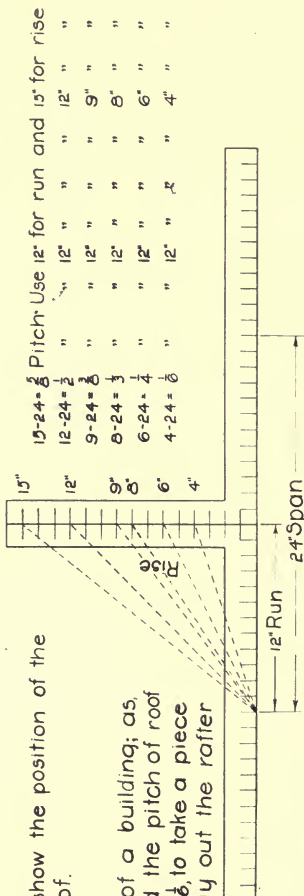 show the position of the
of.
of a building; as,
d the pitch of roof
⅙, to take a piece
y out the rafter
15-24=⅝ Pitch· Use 12" for run and 15" for rise
12-24=½ " " 12" " " " 12" " "
9-24=⅜ " " 12" " " " 9" " "
8-24=⅓ " " 12" " " " 8" " "
6-24=¼ " " 12" " " " 6" " "
4-24=⅙ " " 12" " " " 4" " "
15"
12"
9"
8"
6"
4"
Rise
12" Run
24" Span